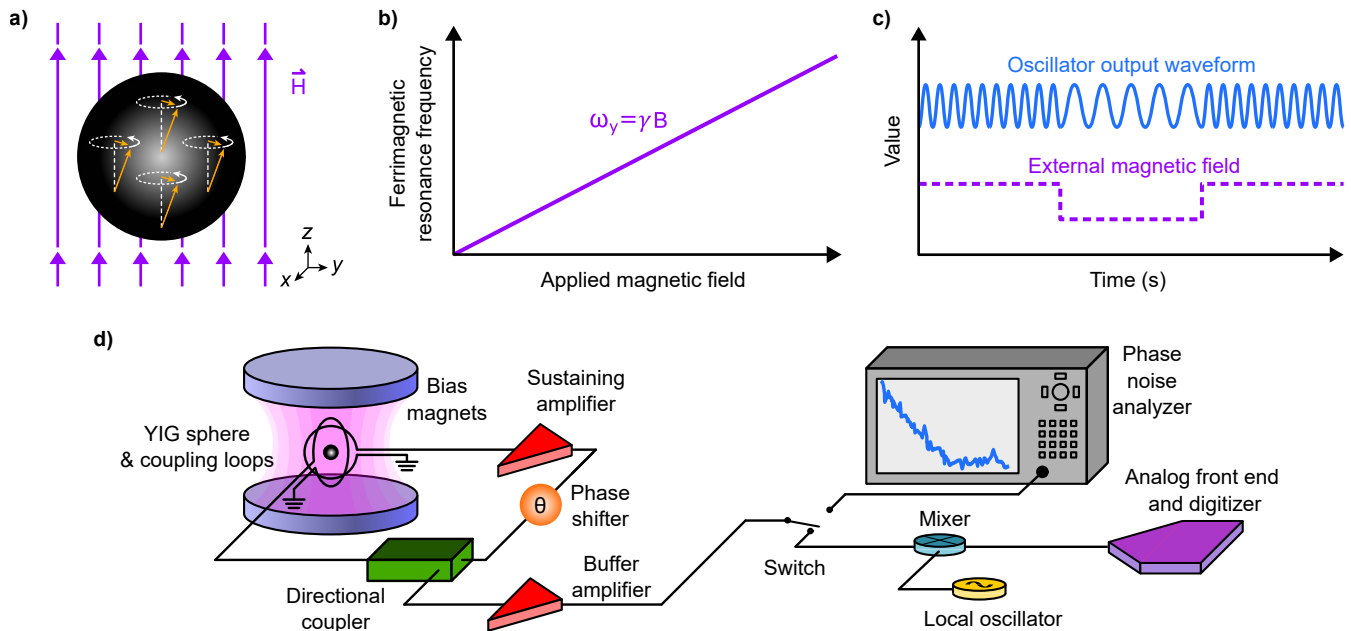 a)
H
z
x
y
b)
Ferrimagnetic
resonance frequency
ω_y=γB
Applied magnetic field
c)
Value
Oscillator output waveform
External magnetic field
Time (s)
d)
YIG sphere
& coupling loops
Bias
magnets
Sustaining
amplifier
θ
Phase
shifter
Directional
coupler
Buffer
amplifier
Switch
Phase
noise
analyzer
Mixer
Local oscillator
Analog front end
and digitizer